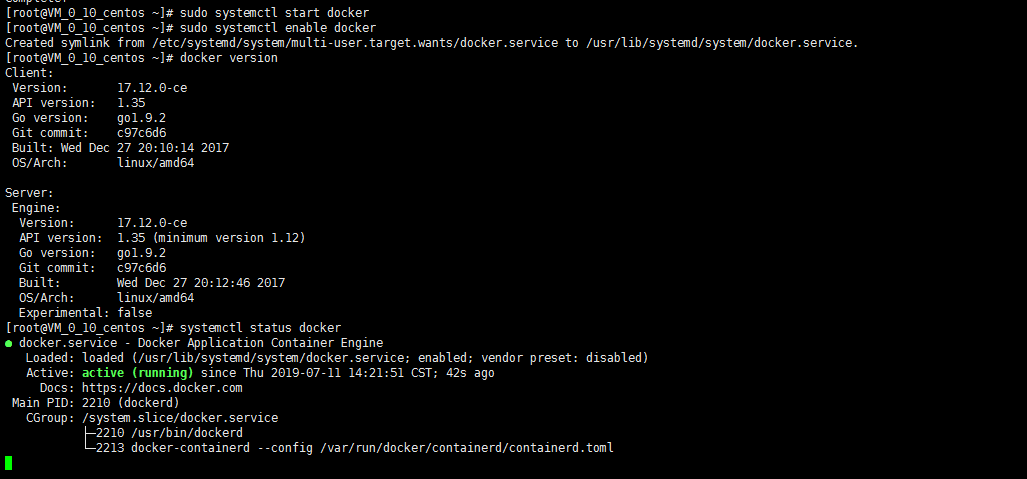 [root@VM_0_10_centos ~]# sudo systemctl start docker
[root@VM_0_10_centos ~]# sudo systemctl enable docker
Created symlink from /etc/systemd/system/multi-user.target.wants/docker.service to /usr/lib/systemd/system/docker.service.
[root@VM_0_10_centos ~]# docker version
Client:
 Version:      17.12.0-ce
 API version:  1.35
 Go version:   go1.9.2
 Git commit:   c97c6d6
 Built: Wed Dec 27 20:10:14 2017
 OS/Arch:      linux/amd64

Server:
 Engine:
  Version:      17.12.0-ce
  API version:  1.35 (minimum version 1.12)
  Go version:   go1.9.2
  Git commit:   c97c6d6
  Built:        Wed Dec 27 20:12:46 2017
  OS/Arch:      linux/amd64
  Experimental: false
[root@VM_0_10_centos ~]# systemctl status docker
● docker.service - Docker Application Container Engine
   Loaded: loaded (/usr/lib/systemd/system/docker.service; enabled; vendor preset: disabled)
   Active: active (running) since Thu 2019-07-11 14:21:51 CST; 42s ago
     Docs: https://docs.docker.com
 Main PID: 2210 (dockerd)
   CGroup: /system.slice/docker.service
           ├─2210 /usr/bin/dockerd
           └─2213 docker-containerd --config /var/run/docker/containerd/containerd.toml